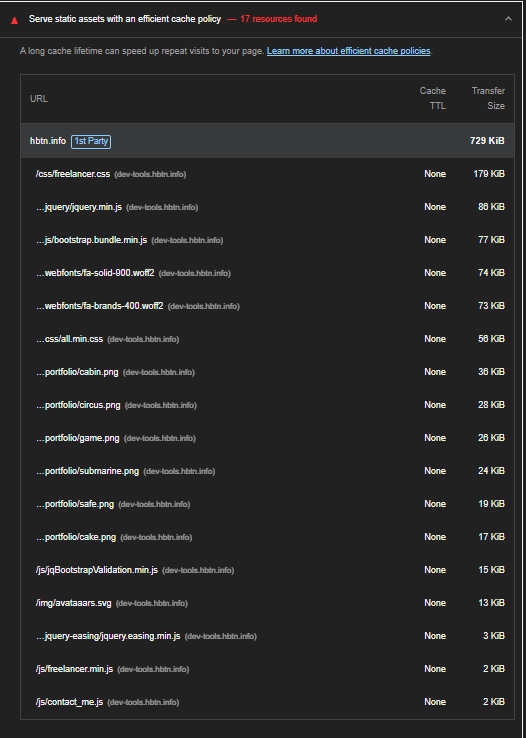 Serve static assets with an efficient cache policy — 17 resources found
A long cache lifetime can speed up repeat visits to your page. Learn more about efficient cache policies.
URL Cache TTL Transfer Size
hbtn.info 1st Party 729 KiB
/css/freelancer.css (dev-tools.hbtn.info) None 179 KiB
…jquery/jquery.min.js (dev-tools.hbtn.info) None 86 KiB
…js/bootstrap.bundle.min.js (dev-tools.hbtn.info) None 77 KiB
…webfonts/fa-solid-900.woff2 (dev-tools.hbtn.info) None 74 KiB
…webfonts/fa-brands-400.woff2 (dev-tools.hbtn.info) None 73 KiB
…css/all.min.css (dev-tools.hbtn.info) None 56 KiB
…portfolio/cabin.png (dev-tools.hbtn.info) None 36 KiB
…portfolio/circus.png (dev-tools.hbtn.info) None 28 KiB
…portfolio/game.png (dev-tools.hbtn.info) None 26 KiB
…portfolio/submarine.png (dev-tools.hbtn.info) None 24 KiB
…portfolio/safe.png (dev-tools.hbtn.info) None 19 KiB
…portfolio/cake.png (dev-tools.hbtn.info) None 17 KiB
/js/jqBootstrapValidation.min.js (dev-tools.hbtn.info) None 15 KiB
/img/avataaars.svg (dev-tools.hbtn.info) None 13 KiB
…jquery-easing/jquery.easing.min.js (dev-tools.hbtn.info) None 3 KiB
/js/freelancer.min.js (dev-tools.hbtn.info) None 2 KiB
/js/contact_me.js (dev-tools.hbtn.info) None 2 KiB